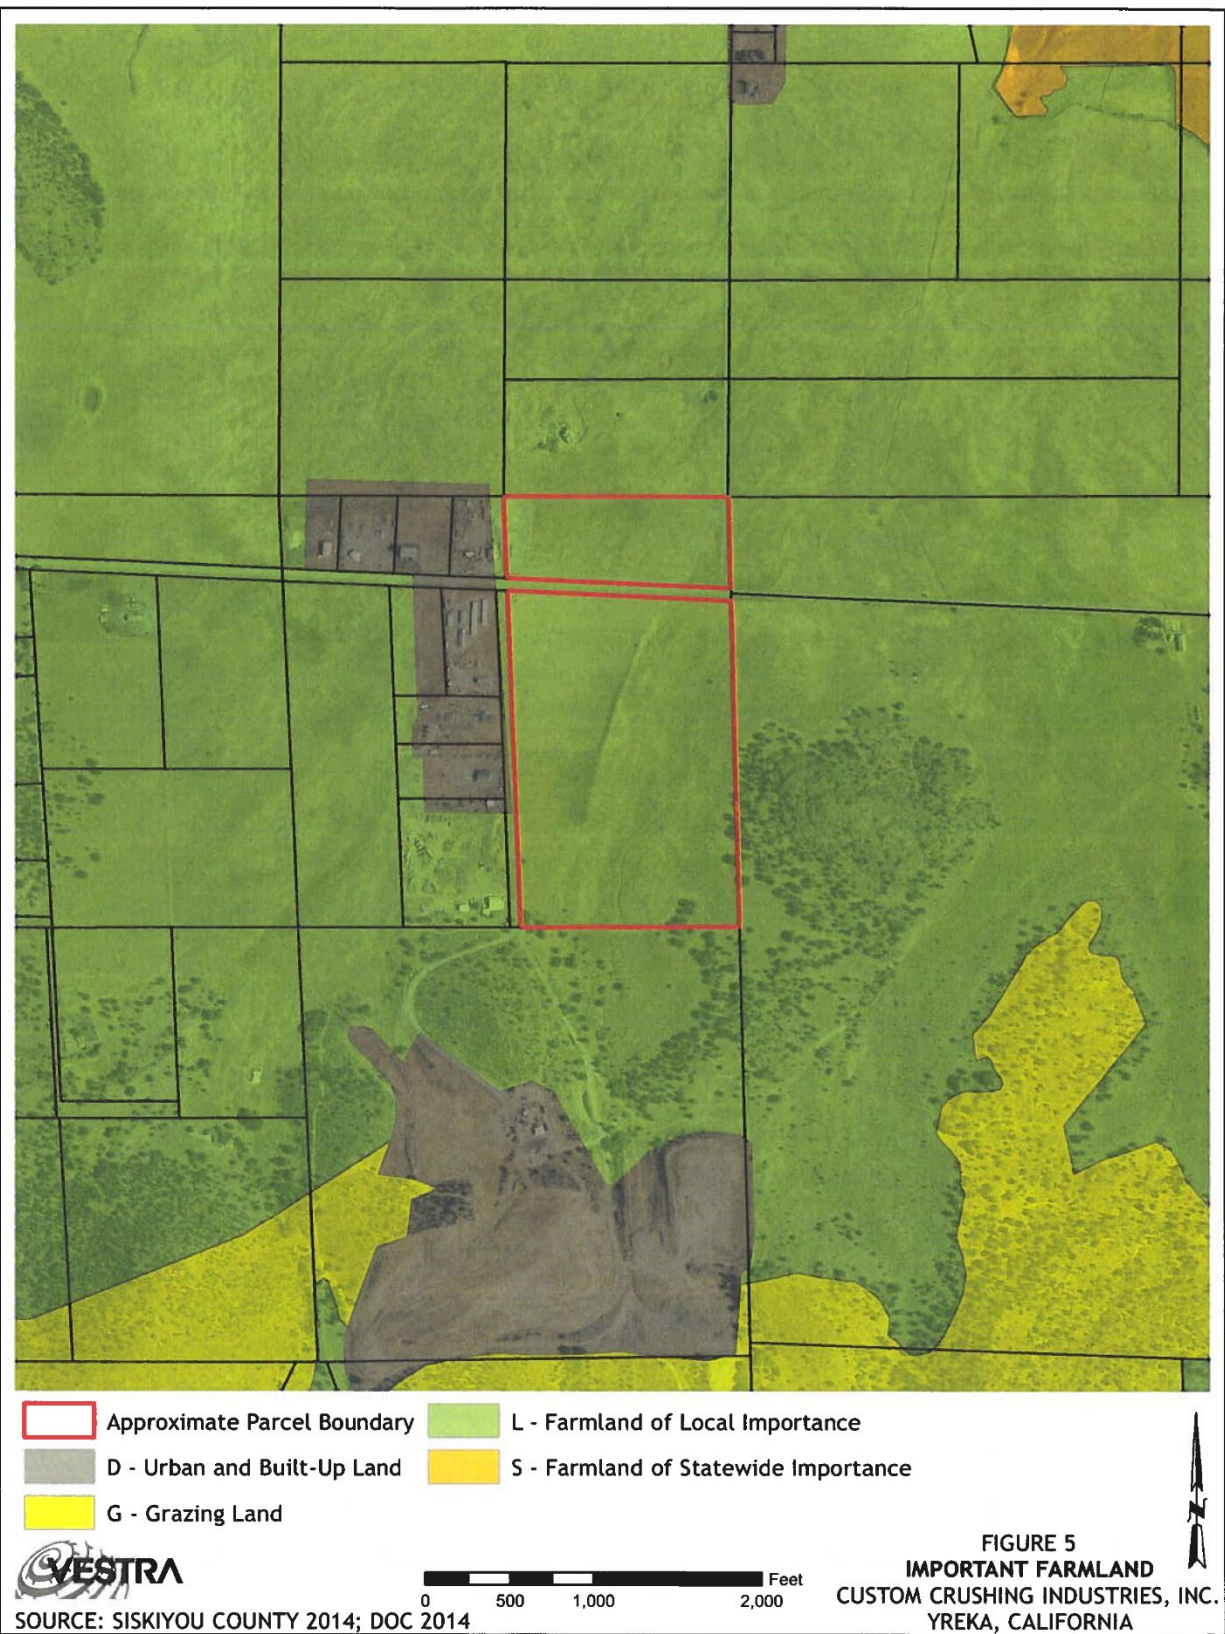 Approximate Parcel Boundary
L - Farmland of Local Importance
D - Urban and Built-Up Land
S - Farmland of Statewide Importance
G - Grazing Land
N
VESTRA
Feet
0 500 1,000 2,000
SOURCE: SISKIYOU COUNTY 2014; DOC 2014
FIGURE 5
IMPORTANT FARMLAND
CUSTOM CRUSHING INDUSTRIES, INC.
YREKA, CALIFORNIA